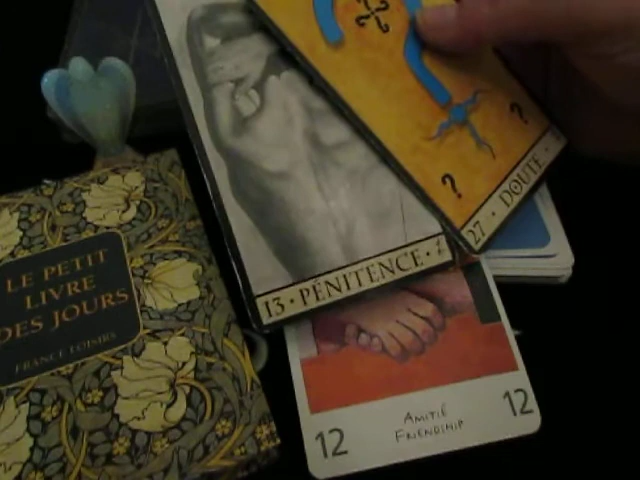 LE PETIT
LIVRE
DES JOURS
FRANCE LOISIRS
13 • PÉNITENCE •
27 • DOUTE •
?
?
12
AMITIÉ
FRIENDSHIP
12